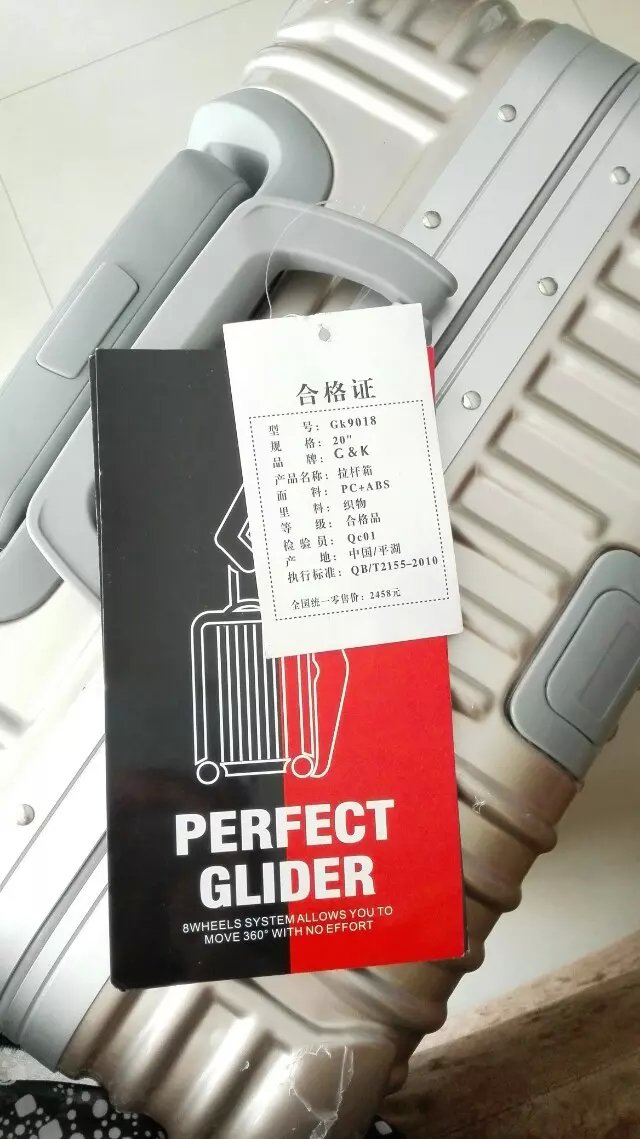 合格证
型 号: Gk9018
规 格: 20"
品 牌: C&K
产品名称: 拉杆箱
面 料: PC+ABS
里 料: 织物
等 级: 合格品
检 验 员: Qc01
产 地: 中国/平湖
执行标准: QB/T2155-2010
全国统一零售价: 2458元
PERFECT
GLIDER
8WHEELS SYSTEM ALLOWS YOU TO
MOVE 360° WITH NO EFFORT